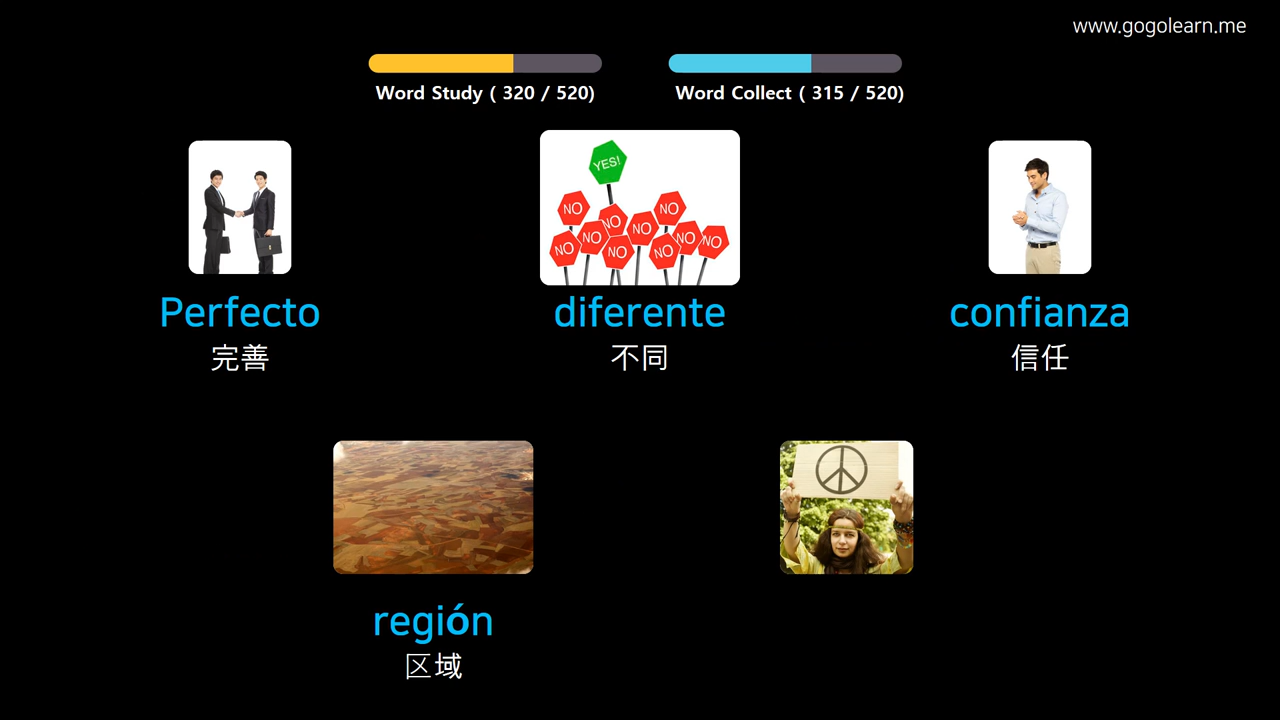 www.gogolearn.me
Word Study ( 320 / 520)
Word Collect ( 315 / 520)
YES!
NO
NO
NO
NO
NO
NO
NO
NO
NO
NO
Perfecto
diferente
confianza
完善
不同
信任
región
区域